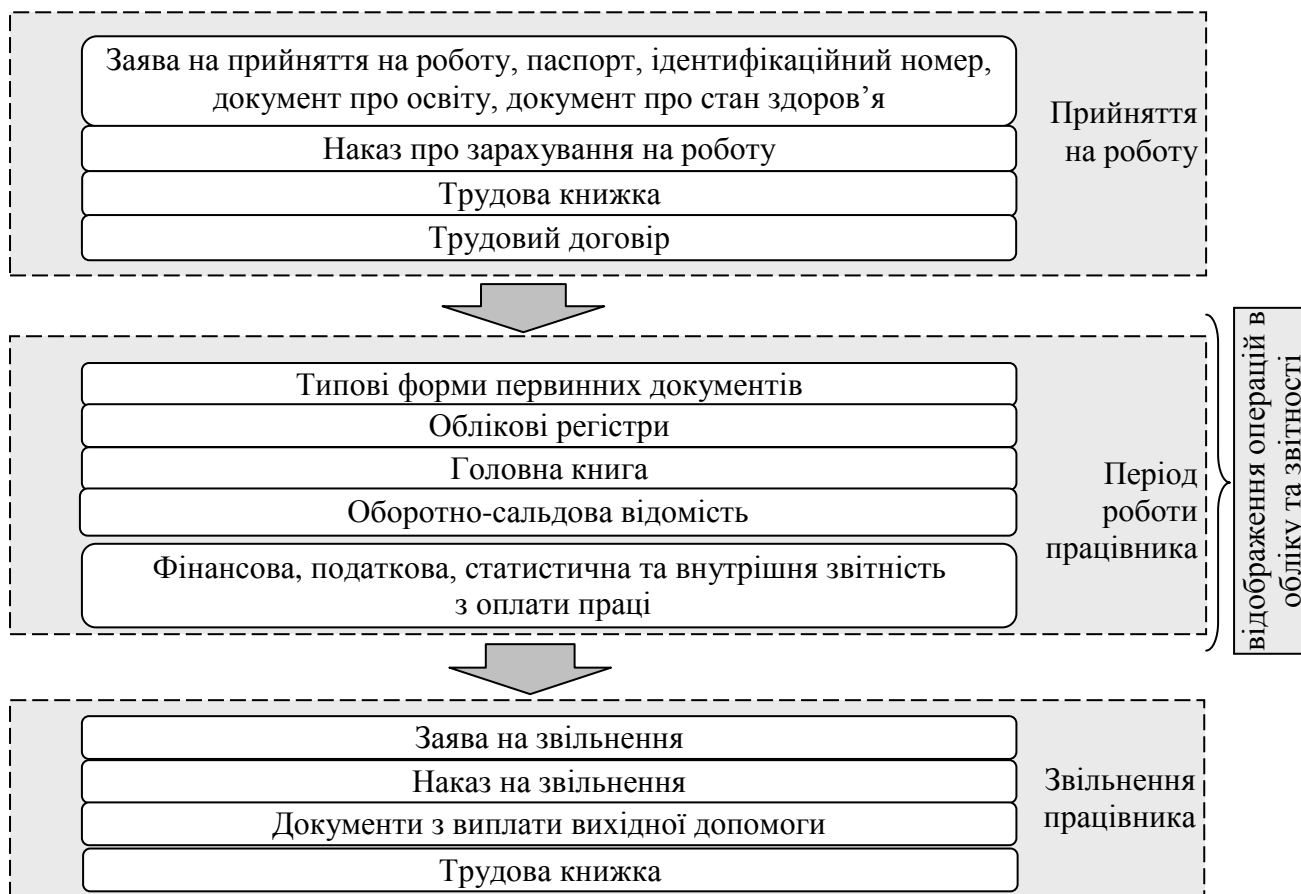 Заява на прийняття на роботу, паспорт, ідентифікаційний номер,
документ про освіту, документ про стан здоров’я
Наказ про зарахування на роботу
Трудова книжка
Трудовий договір
Прийняття
на роботу
Типові форми первинних документів
Облікові регістри
Головна книга
Оборотно-сальдова відомість
Фінансова, податкова, статистична та внутрішня звітність
з оплати праці
Період
роботи
працівника
відображення операцій в
обліку та звітності
Заява на звільнення
Наказ на звільнення
Документи з виплати вихідної допомоги
Трудова книжка
Звільнення
працівника